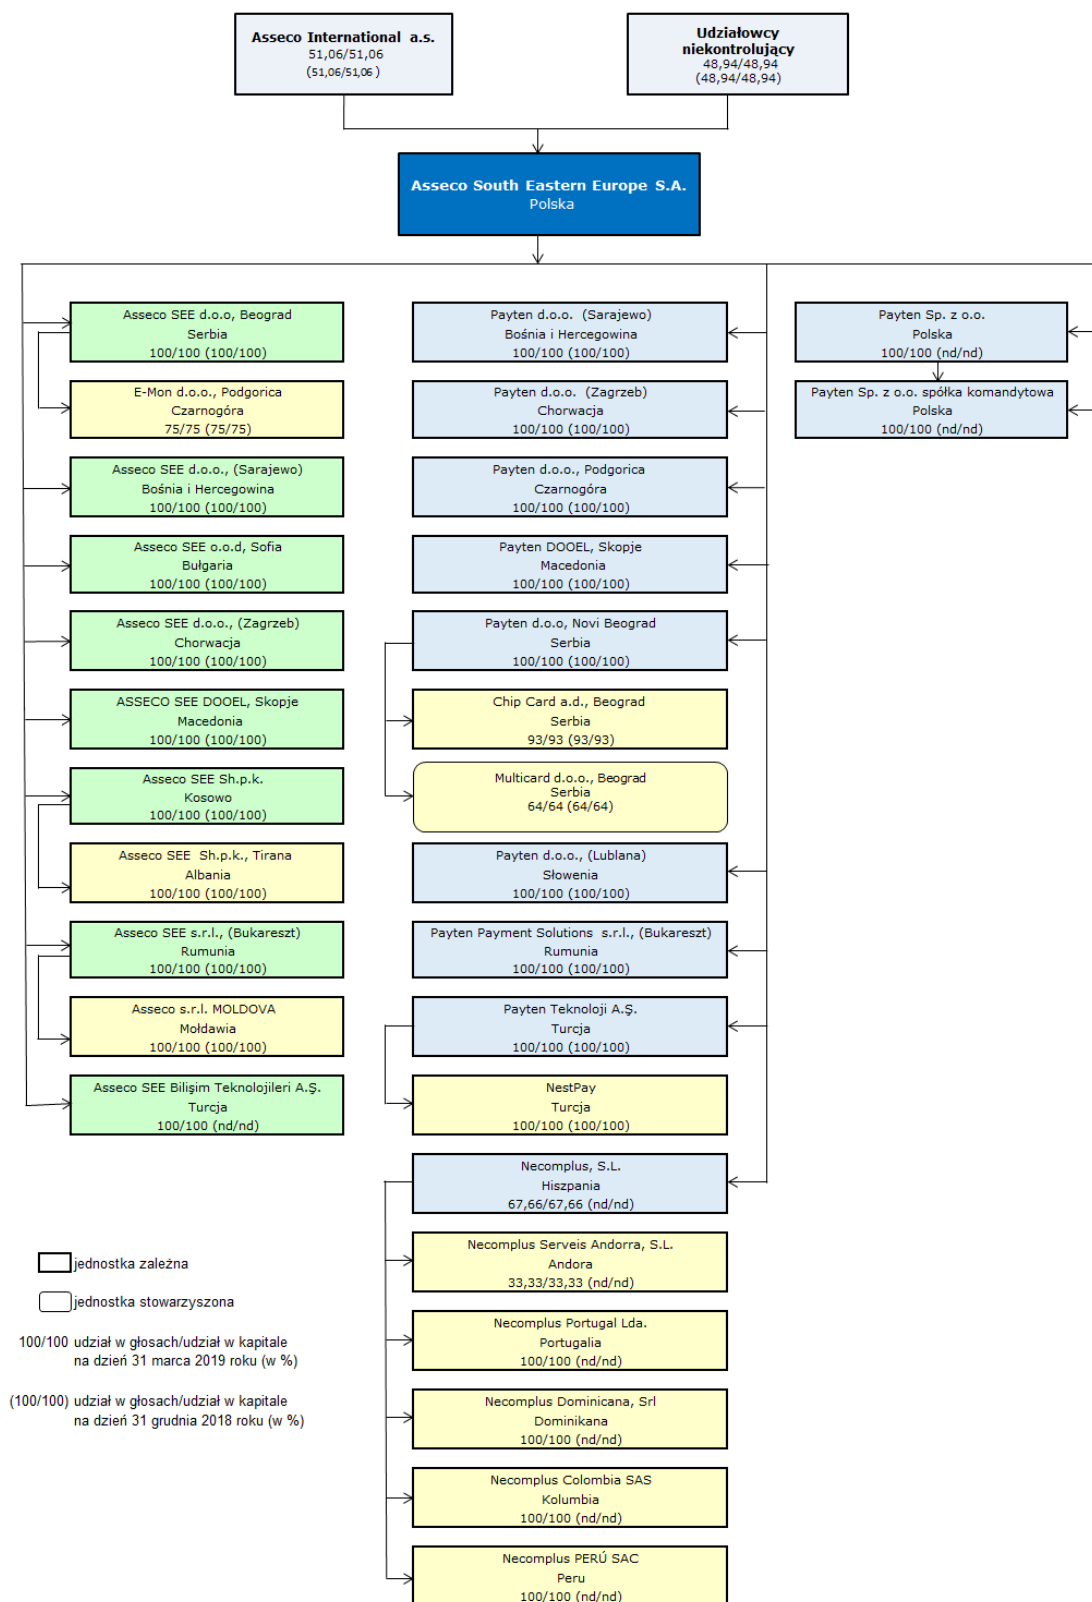 Asseco International a.s.
51,06/51,06
(51,06/51,06 )
Udziałowcy
niekontrolujący
48,94/48,94
(48,94/48,94)
Asseco South Eastern Europe S.A.
Polska
Asseco SEE d.o.o, Beograd
Serbia
100/100 (100/100)
E-Mon d.o.o., Podgorica
Czarnogóra
75/75 (75/75)
Asseco SEE d.o.o., (Sarajewo)
Bośnia i Hercegowina
100/100 (100/100)
Asseco SEE o.o.d, Sofia
Bułgaria
100/100 (100/100)
Asseco SEE d.o.o., (Zagrzeb)
Chorwacja
100/100 (100/100)
ASSECO SEE DOOEL, Skopje
Macedonia
100/100 (100/100)
Asseco SEE Sh.p.k.
Kosowo
100/100 (100/100)
Asseco SEE Sh.p.k., Tirana
Albania
100/100 (100/100)
Asseco SEE s.r.l., (Bukareszt)
Rumunia
100/100 (100/100)
Asseco s.r.l. MOLDOVA
Mołdawia
100/100 (100/100)
Asseco SEE Bilişim Teknolojileri A.Ş.
Turcja
100/100 (nd/nd)
Payten d.o.o. (Sarajewo)
Bośnia i Hercegowina
100/100 (100/100)
Payten d.o.o. (Zagrzeb)
Chorwacja
100/100 (100/100)
Payten d.o.o., Podgorica
Czarnogóra
100/100 (100/100)
Payten DOOEL, Skopje
Macedonia
100/100 (100/100)
Payten d.o.o, Novi Beograd
Serbia
100/100 (100/100)
Chip Card a.d., Beograd
Serbia
93/93 (93/93)
Multicard d.o.o., Beograd
Serbia
64/64 (64/64)
Payten d.o.o., (Lublana)
Słowenia
100/100 (100/100)
Payten Payment Solutions s.r.l., (Bukareszt)
Rumunia
100/100 (100/100)
Payten Teknoloji A.Ş.
Turcja
100/100 (100/100)
NestPay
Turcja
100/100 (100/100)
Necomplus, S.L.
Hiszpania
67,66/67,66 (nd/nd)
Necomplus Serveis Andorra, S.L.
Andora
33,33/33,33 (nd/nd)
Necomplus Portugal Lda.
Portugalia
100/100 (nd/nd)
Necomplus Dominicana, Srl
Dominikana
100/100 (nd/nd)
Necomplus Colombia SAS
Kolumbia
100/100 (nd/nd)
Necomplus PERÚ SAC
Peru
100/100 (nd/nd)
Payten Sp. z o.o.
Polska
100/100 (nd/nd)
Payten Sp. z o.o. spółka komandytowa
Polska
100/100 (nd/nd)
jednostka zależna
jednostka stowarzyszona
100/100 udział w głosach/udział w kapitale
na dzień 31 marca 2019 roku (w %)
(100/100) udział w głosach/udział w kapitale
na dzień 31 grudnia 2018 roku (w %)